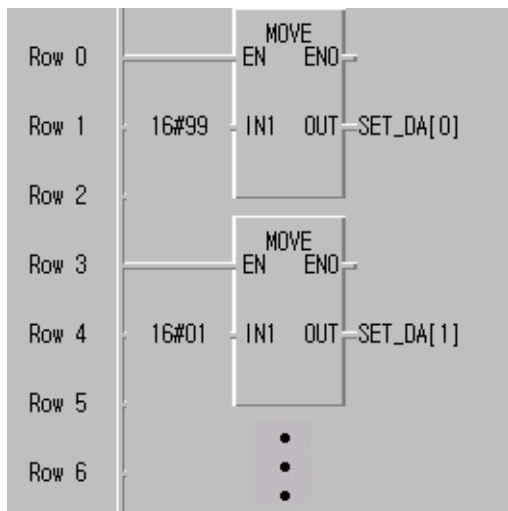 MOVE
Row 0 EN ENO
Row 1 16#99 IN1 OUT SET_DA[0]
Row 2
MOVE
Row 3 EN ENO
Row 4 16#01 IN1 OUT SET_DA[1]
Row 5
Row 6